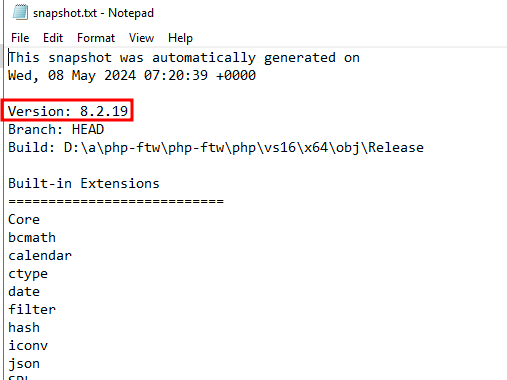 snapshot.txt - Notepad
File Edit Format View Help
This snapshot was automatically generated on
Wed, 08 May 2024 07:20:39 +0000
Version: 8.2.19
Branch: HEAD
Build: D:\a\php-ftw\php-ftw\php\vs16\x64\obj\Release
Built-in Extensions
===========================
Core
bcmath
calendar
ctype
date
filter
hash
iconv
json